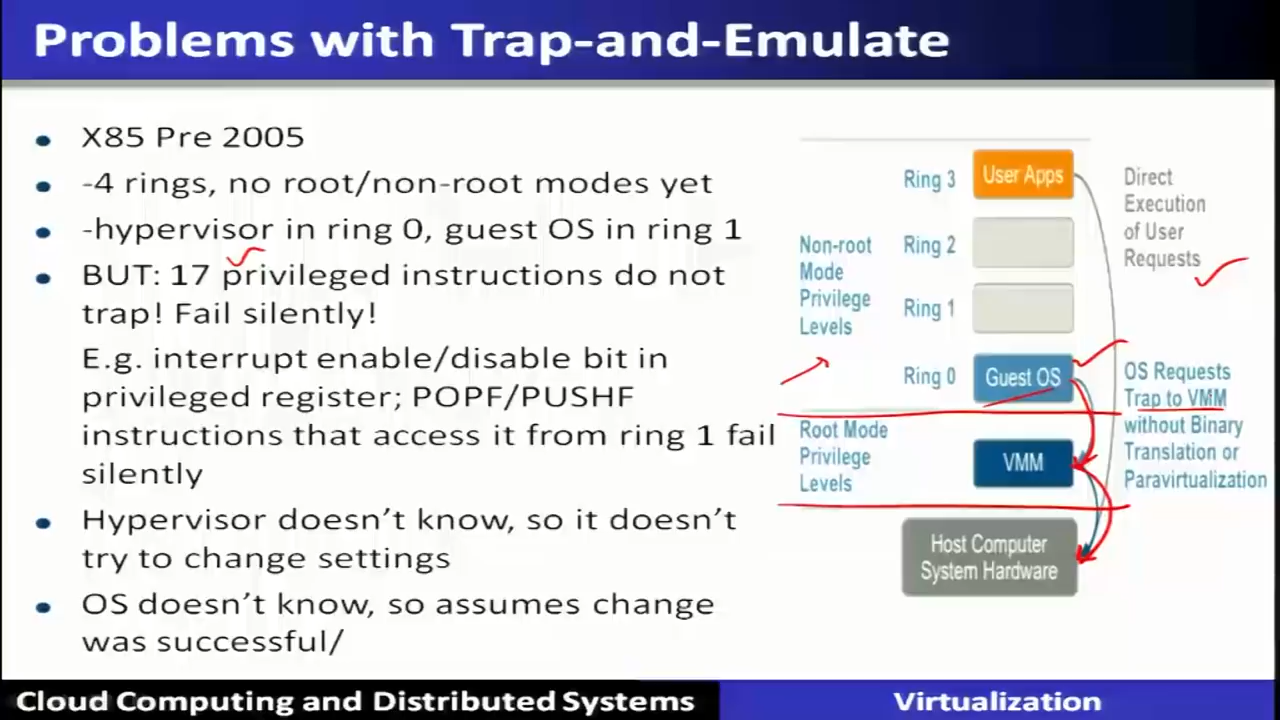 Problems with Trap-and-Emulate
X85 Pre 2005
-4 rings, no root/non-root modes yet
-hypervisor in ring 0, guest OS in ring 1
BUT: 17 privileged instructions do not
trap! Fail silently!
E.g. interrupt enable/disable bit in
privileged register; POPF/PUSHF
instructions that access it from ring 1 fail
silently
Hypervisor doesn't know, so it doesn't
try to change settings
OS doesn't know, so assumes change
was successful/
Ring 3
User Apps
Direct
Execution
of User
Requests
Non-root
Mode
Privilege
Levels
Ring 2
Ring 1
Ring 0
Guest OS
OS Requests
Trap to VMM
without Binary
Translation or
Paravirtualization
Root Mode
Privilege
Levels
VMM
Host Computer
System Hardware
Cloud Computing and Distributed Systems
Virtualization